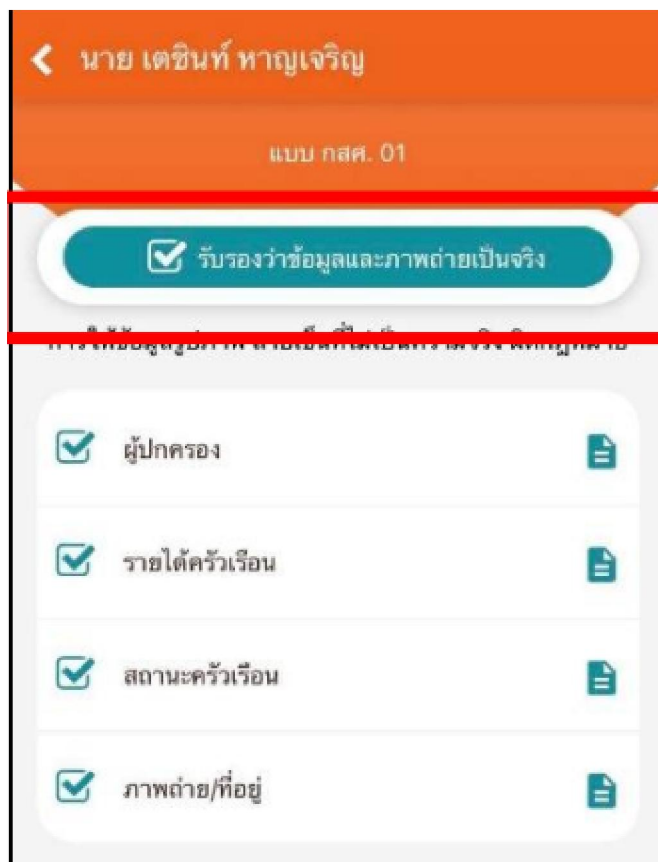 นาย เตชินท์ หาญเจริญ
แบบ กสศ. 01
รับรองว่าข้อมูลและภาพถ่ายเป็นจริง
ผู้ปกครอง
รายได้ครัวเรือน
สถานะครัวเรือน
ภาพถ่าย/ที่อยู่